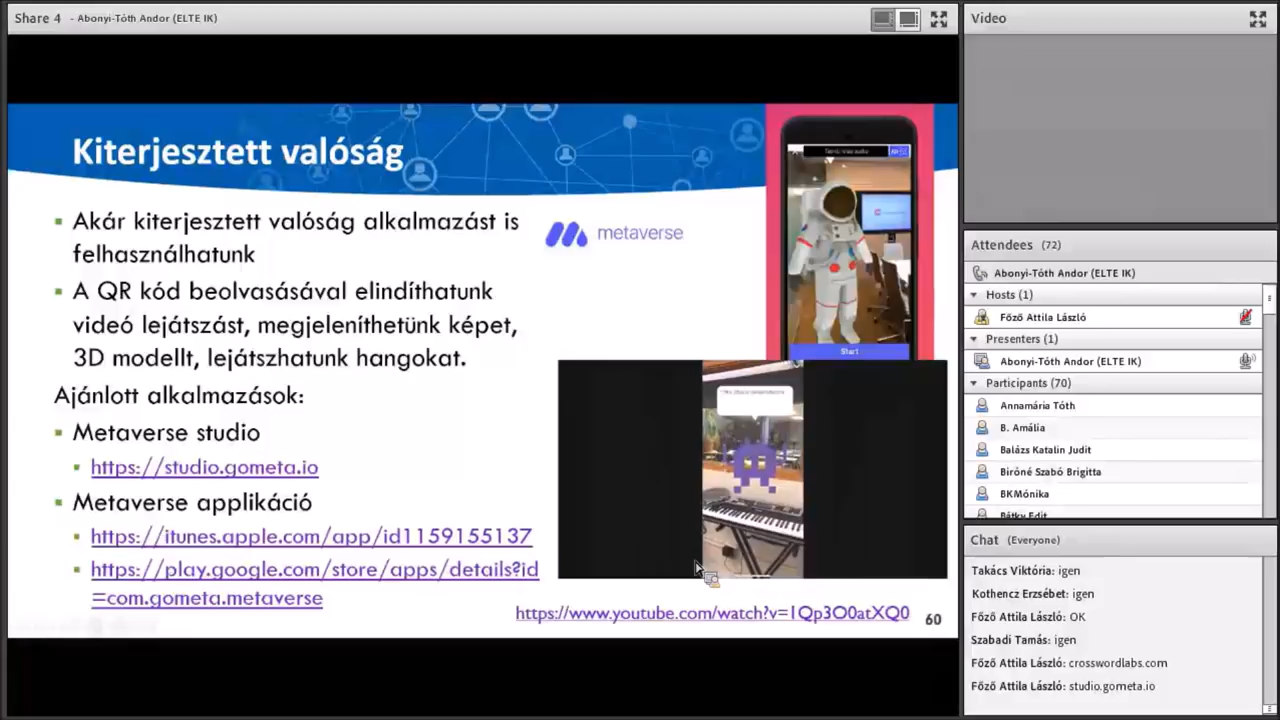 Share 4 - Abonyi-Tóth Andor (ELTE IK)
Kiterjesztett valóság
Akár kiterjesztett valóság alkalmazást is
felhasználhatunk
A QR kód beolvasásával elindíthatunk
videó lejátszást, megjeleníthetünk képet,
3D modellt, lejátszhatunk hangokat.
Ajánlott alkalmazások:
Metaverse studio
https://studio.gometa.io
Metaverse applikáció
https://itunes.apple.com/app/id1159155137
https://play.google.com/store/apps/details?id
=com.gometa.metaverse
metaverse
Start
https://www.youtube.com/watch?v=1Qp3O0atXQ0
60
Video
Attendees (72)
Abonyi-Tóth Andor (ELTE IK)
Hosts (1)
Főző Attila László
Presenters (1)
Abonyi-Tóth Andor (ELTE IK)
Participants (70)
Annamária Tóth
B. Amália
Balázs Katalin Judit
Biróné Szabó Brigitta
BKMónika
Bátky Edit
Chat (Everyone)
Takács Viktória: igen
Kothencz Erzsébet: igen
Főző Attila László: OK
Szabadi Tamás: igen
Főző Attila László: crosswordlabs.com
Főző Attila László: studio.gometa.io